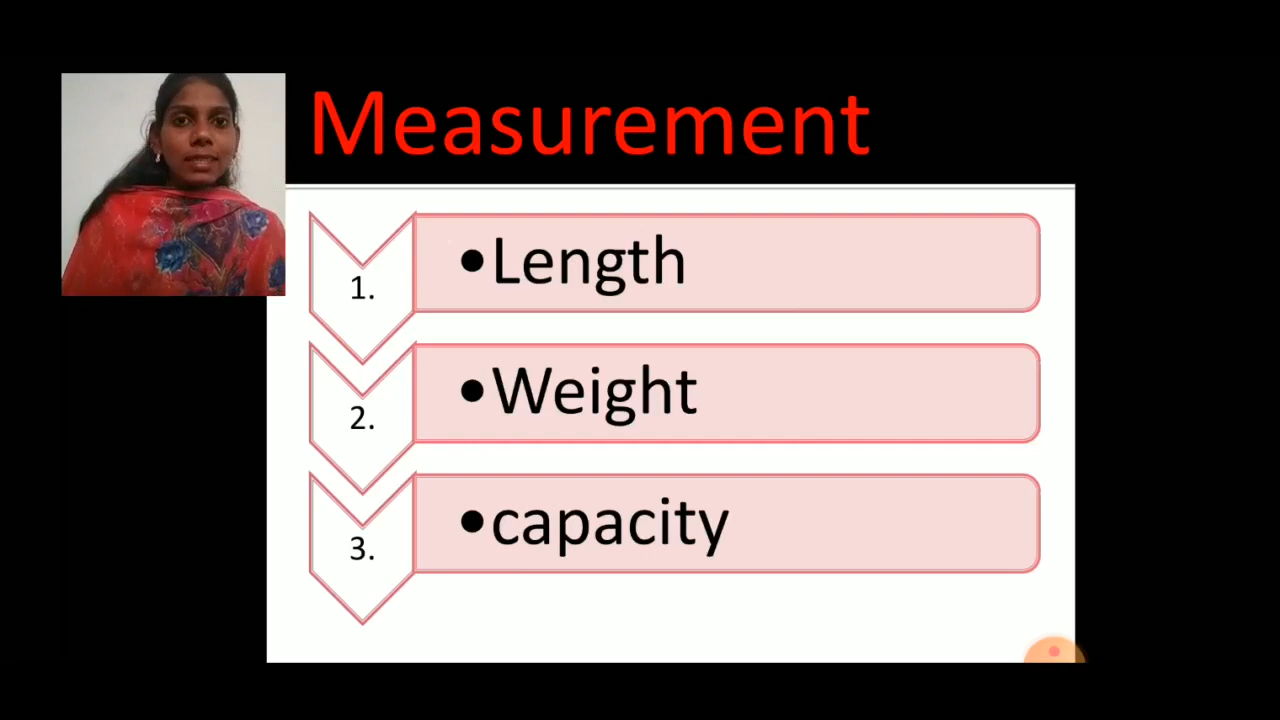 Measurement
1. •Length
2. •Weight
3. •capacity